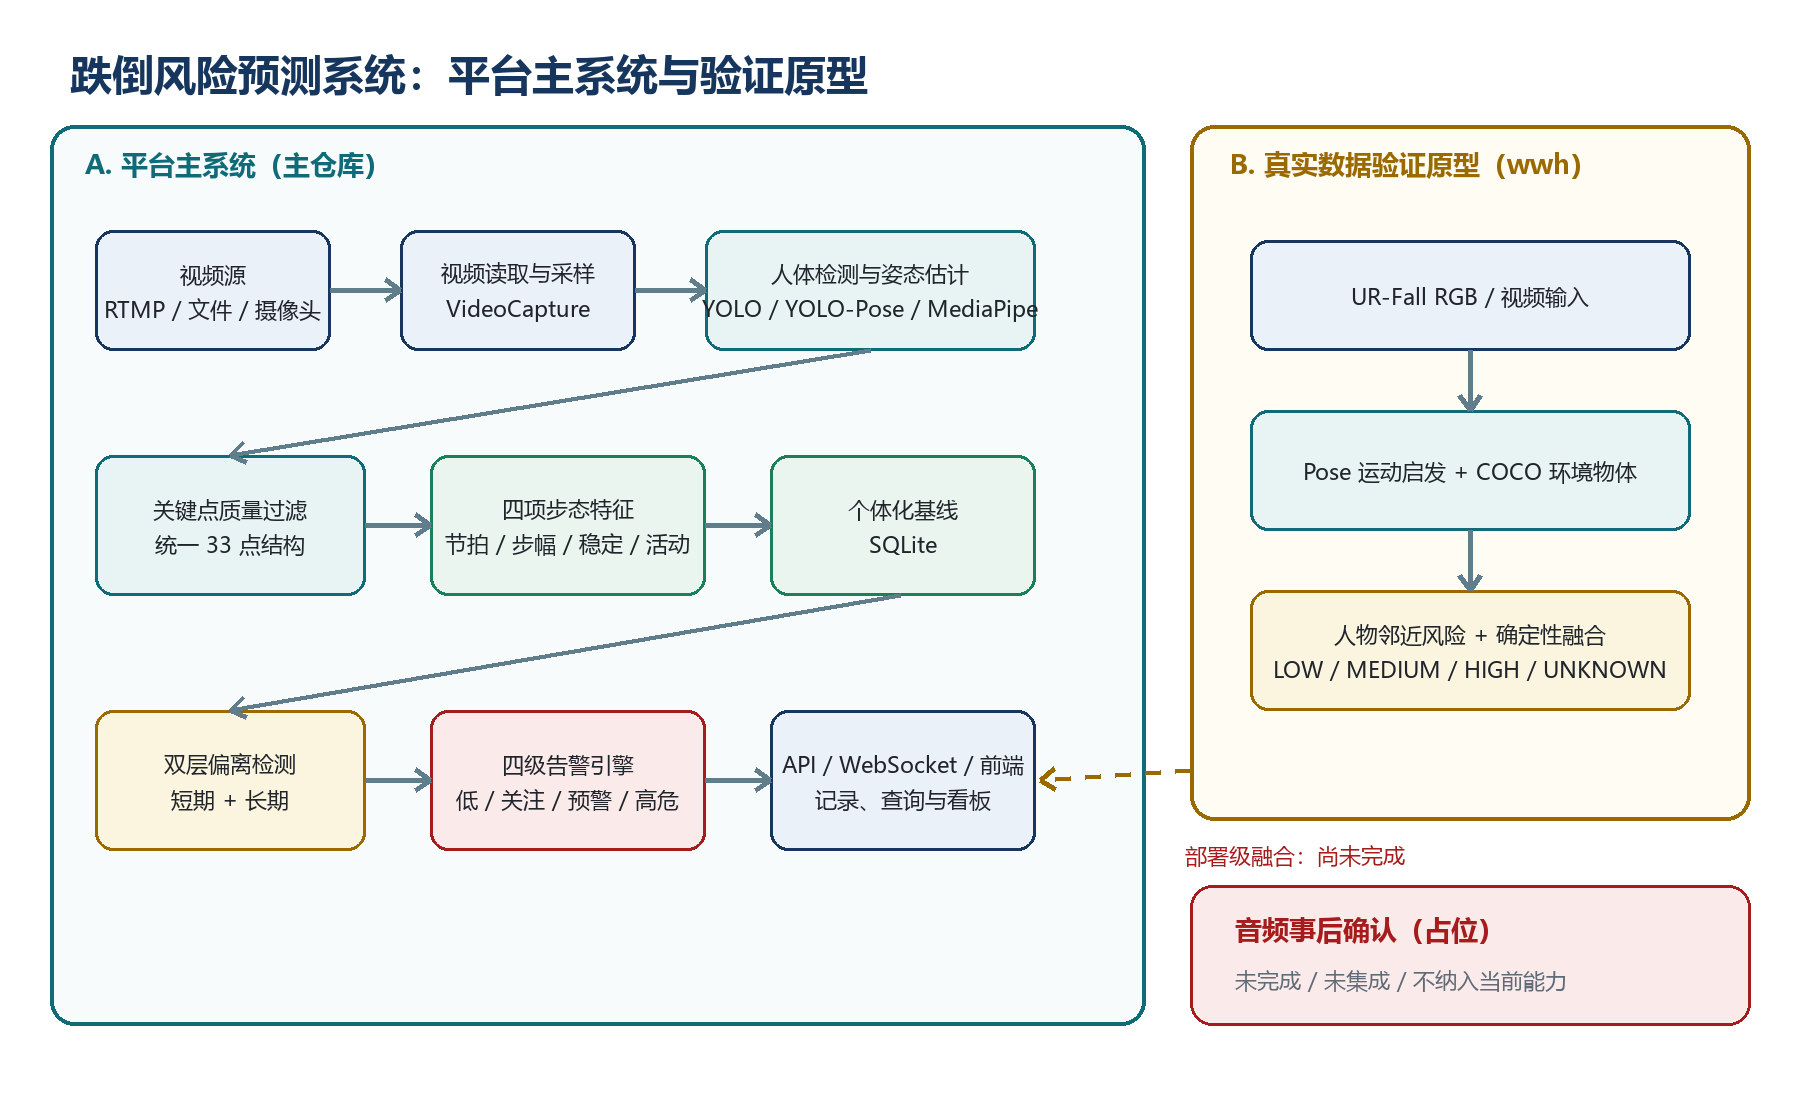 跌倒风险预测系统：平台主系统与验证原型
A. 平台主系统（主仓库）
视频源
RTMP / 文件 / 摄像头
视频读取与采样
VideoCapture
人体检测与姿态估计
YOLO / YOLO-Pose / MediaPipe
关键点质量过滤
统一 33 点结构
四项步态特征
节拍 / 步幅 / 稳定 / 活动
个体化基线
SQLite
双层偏离检测
短期 + 长期
四级告警引擎
低 / 关注 / 预警 / 高危
API / WebSocket / 前端
记录、查询与看板
B. 真实数据验证原型（wwh）
UR-Fall RGB / 视频输入
Pose 运动启发 + COCO 环境物体
人物邻近风险 + 确定性融合
LOW / MEDIUM / HIGH / UNKNOWN
部署级融合：尚未完成
音频事后确认（占位）
未完成 / 未集成 / 不纳入当前能力